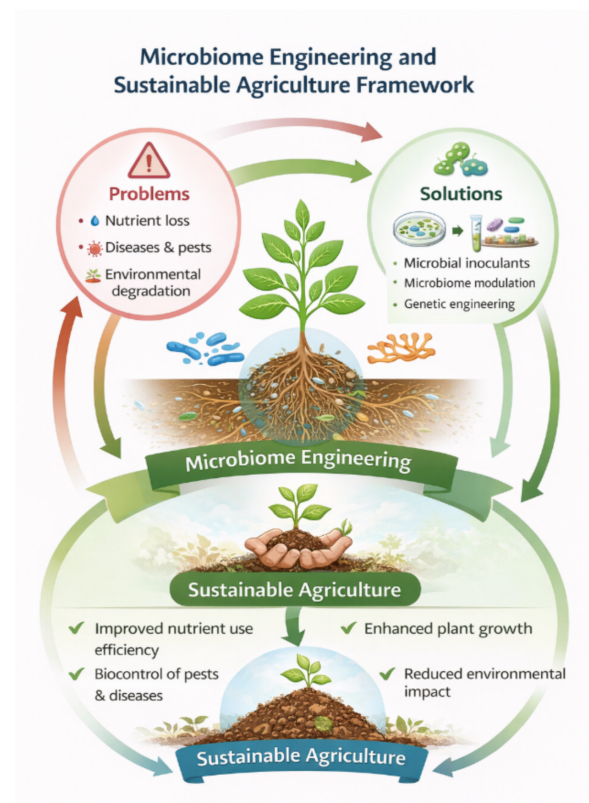 Microbiome Engineering and
Sustainable Agriculture Framework
Problems
Nutrient loss
Diseases & pests
Environmental
degradation
Solutions
Microbial inoculants
Microbiome modulation
Genetic engineering
Microbiome Engineering
Sustainable Agriculture
Improved nutrient use
efficiency
Biocontrol of pests
& diseases
Enhanced plant growth
Reduced environmental
impact
Sustainable Agriculture